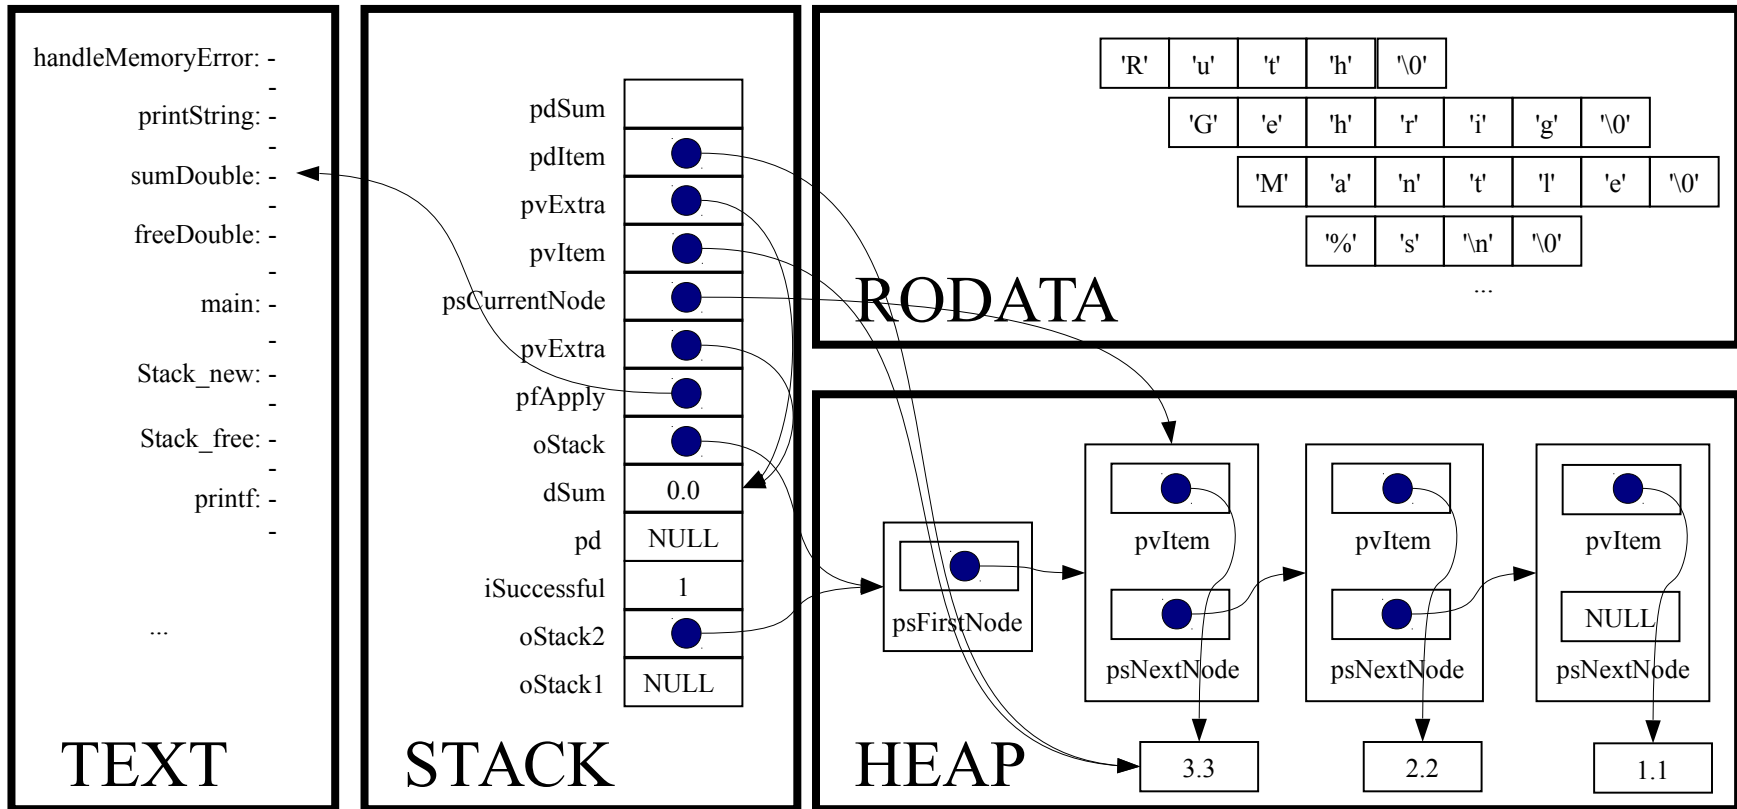 handleMemoryError: -
-
printString: -
-
sumDouble: -
-
freeDouble: -
-
main: -
-
Stack_new: -
-
Stack_free: -
-
printf: -
-
...
TEXT
pdSum
pdItem
pvExtra
pvItem
psCurrentNode
pvExtra
pfApply
oStack
dSum 0.0
pd NULL
iSuccessful 1
oStack2
oStack1 NULL
STACK
'R' 'u' 't' 'h' '\0'
'G' 'e' 'h' 'r' 'i' 'g' '\0'
'M' 'a' 'n' 't' 'l' 'e' '\0'
'%' 's' '\n' '\0'
...
RODATA
psFirstNode
pvItem pvItem pvItem
NULL
psNextNode psNextNode psNextNode
3.3 2.2 1.1
HEAP